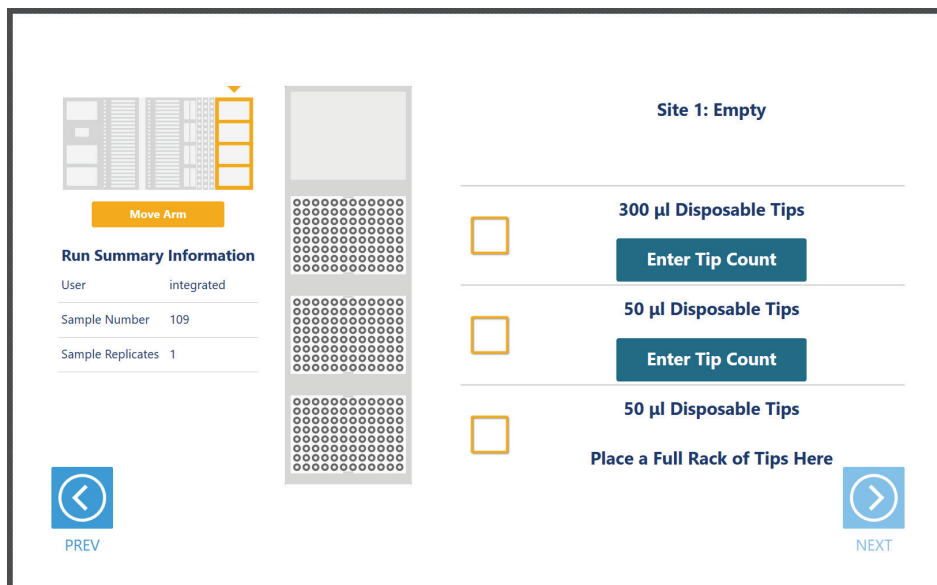 Move Arm
Run Summary Information
User integrated
Sample Number 109
Sample Replicates 1
Site 1: Empty
300 µl Disposable Tips
Enter Tip Count
50 µl Disposable Tips
Enter Tip Count
50 µl Disposable Tips
Place a Full Rack of Tips Here
PREV
NEXT